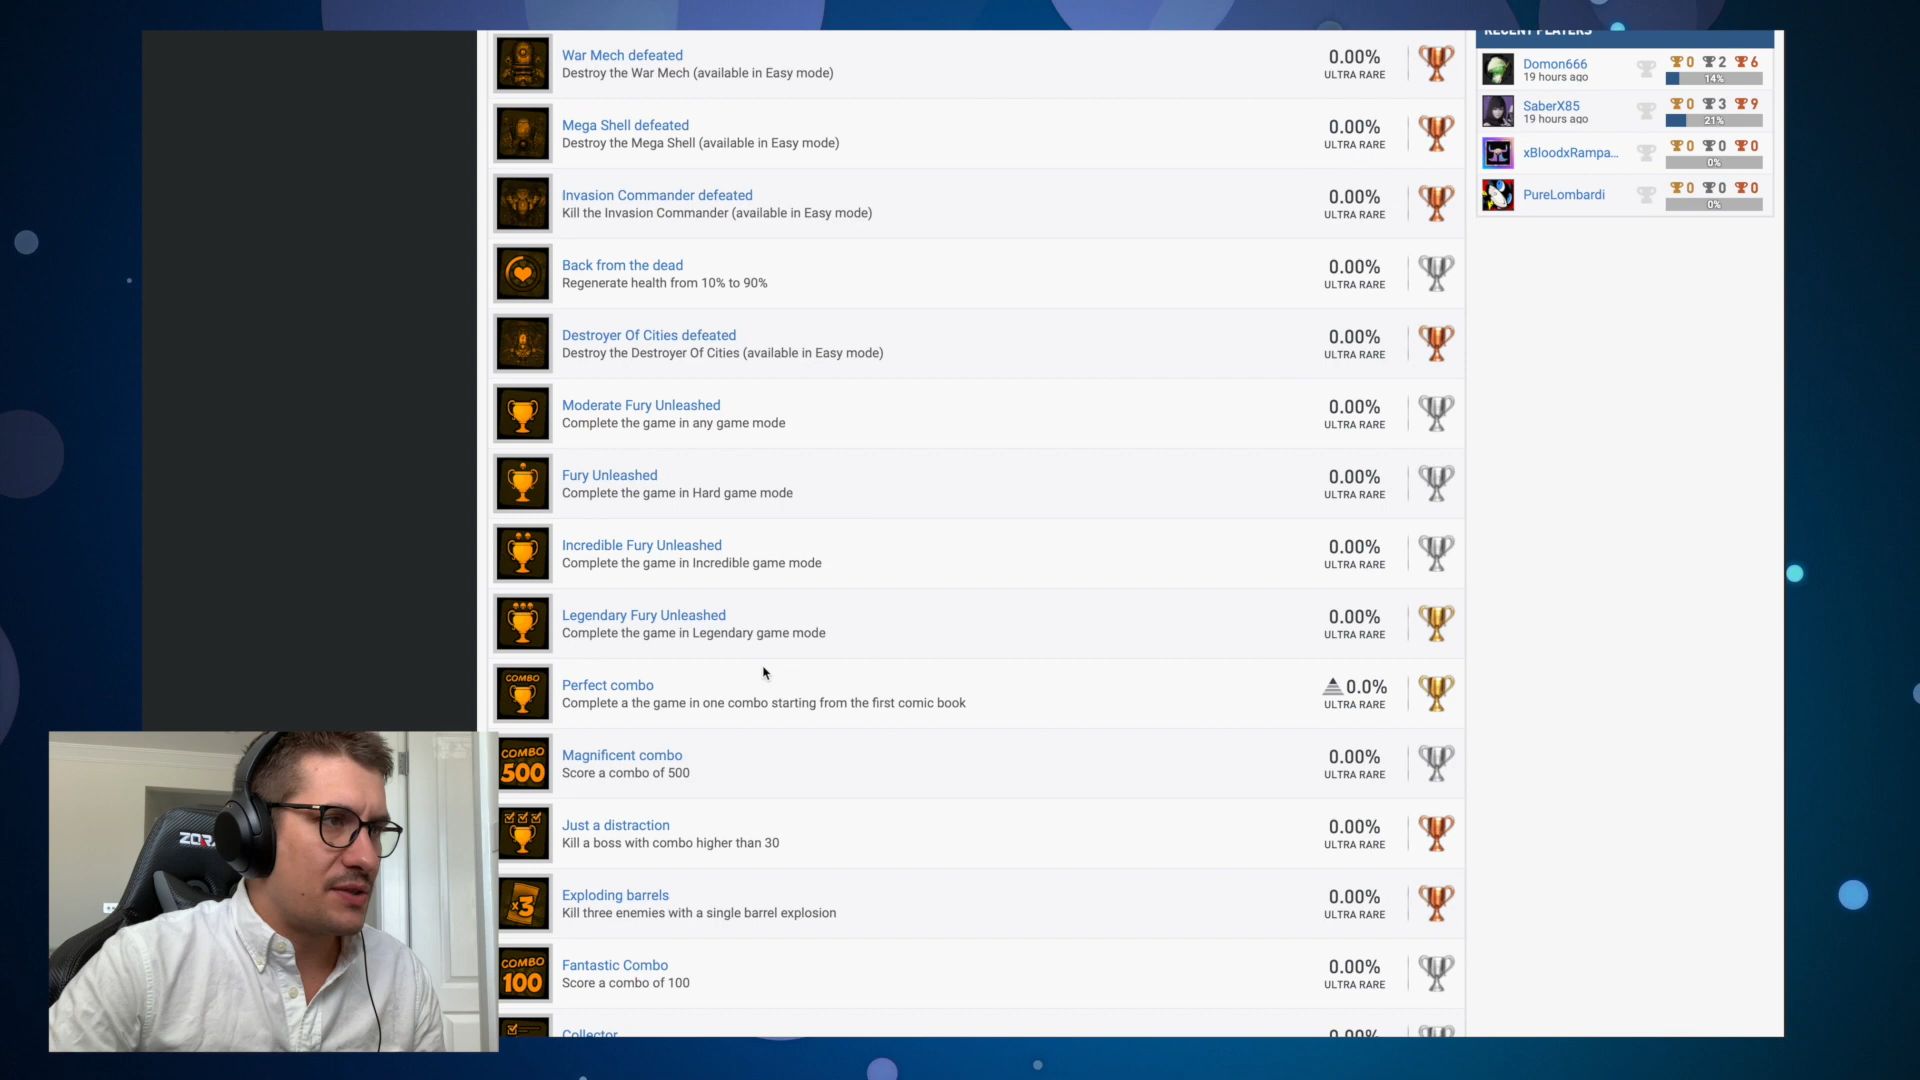 War Mech defeated
Destroy the War Mech (available in Easy mode)
0.00%
ULTRA RARE
Mega Shell defeated
Destroy the Mega Shell (available in Easy mode)
0.00%
ULTRA RARE
Invasion Commander defeated
Kill the Invasion Commander (available in Easy mode)
0.00%
ULTRA RARE
Back from the dead
Regenerate health from 10% to 90%
0.00%
ULTRA RARE
Destroyer Of Cities defeated
Destroy the Destroyer Of Cities (available in Easy mode)
0.00%
ULTRA RARE
Moderate Fury Unleashed
Complete the game in any game mode
0.00%
ULTRA RARE
Fury Unleashed
Complete the game in Hard game mode
0.00%
ULTRA RARE
Incredible Fury Unleashed
Complete the game in Incredible game mode
0.00%
ULTRA RARE
Legendary Fury Unleashed
Complete the game in Legendary game mode
0.00%
ULTRA RARE
COMBO
Perfect combo
Complete a the game in one combo starting from the first comic book
0.0%
ULTRA RARE
COMBO
500
Magnificent combo
Score a combo of 500
0.00%
ULTRA RARE
Just a distraction
Kill a boss with combo higher than 30
0.00%
ULTRA RARE
x3
Exploding barrels
Kill three enemies with a single barrel explosion
0.00%
ULTRA RARE
COMBO
100
Fantastic Combo
Score a combo of 100
0.00%
ULTRA RARE
Collector
0.00%
RECENT PLAYERS
Domon666
19 hours ago
0 2 6
14%
SaberX85
19 hours ago
0 3 9
21%
xBloodxRampa...
0 0 0
0%
PureLombardi
0 0 0
0%